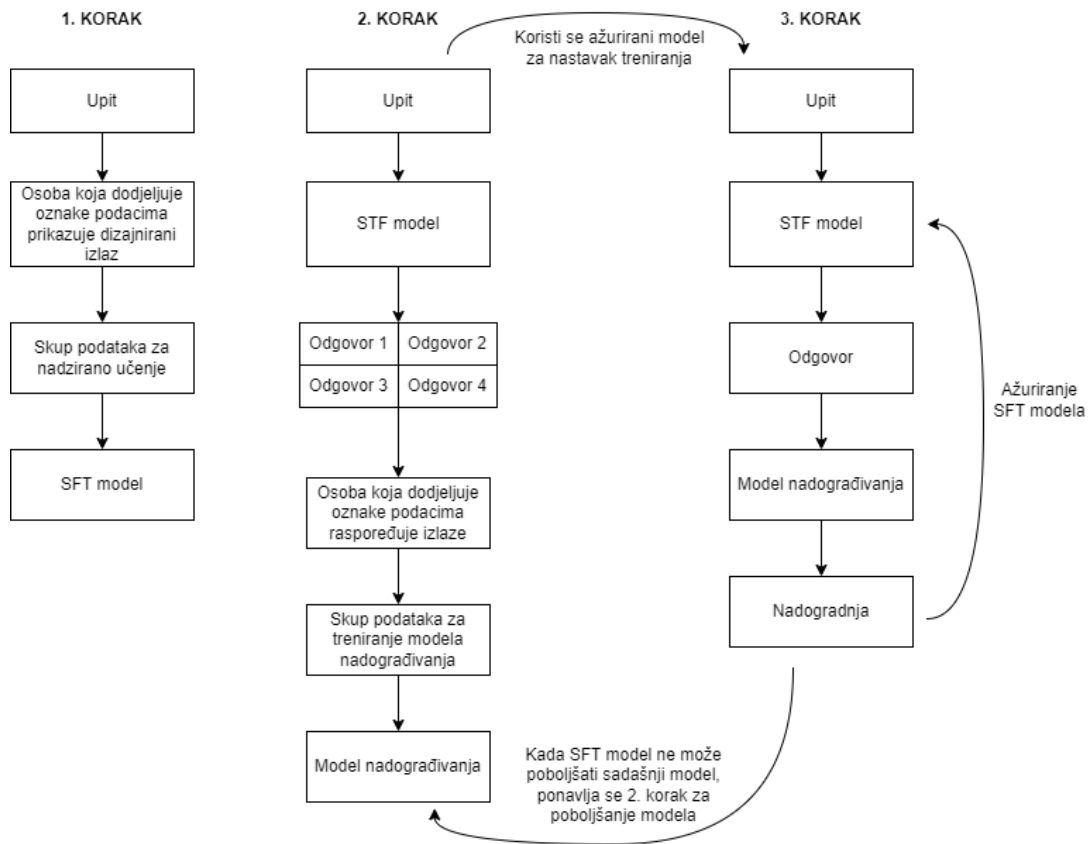 1. KORAK
Upit
Osoba koja dodjeljuje
oznake podacima
prikazuje dizajnirani
izlaz
Skup podataka za
nadzirano učenje
SFT model
2. KORAK
Upit
STF model
Odgovor 1
Odgovor 2
Odgovor 3
Odgovor 4
Osoba koja dodjeljuje
oznake podacima
raspoređuje izlaze
Skup podataka za
treniranje modela
nadograđivanja
Model nadograđivanja
Koristi se ažurirani model
za nastavak treniranja
3. KORAK
Upit
STF model
Odgovor
Model nadograđivanja
Nadogradnja
Ažuriranje
SFT modela
Kada SFT model ne može
poboljšati sadašnji model,
ponavlja se 2. korak za
poboljšanje modela